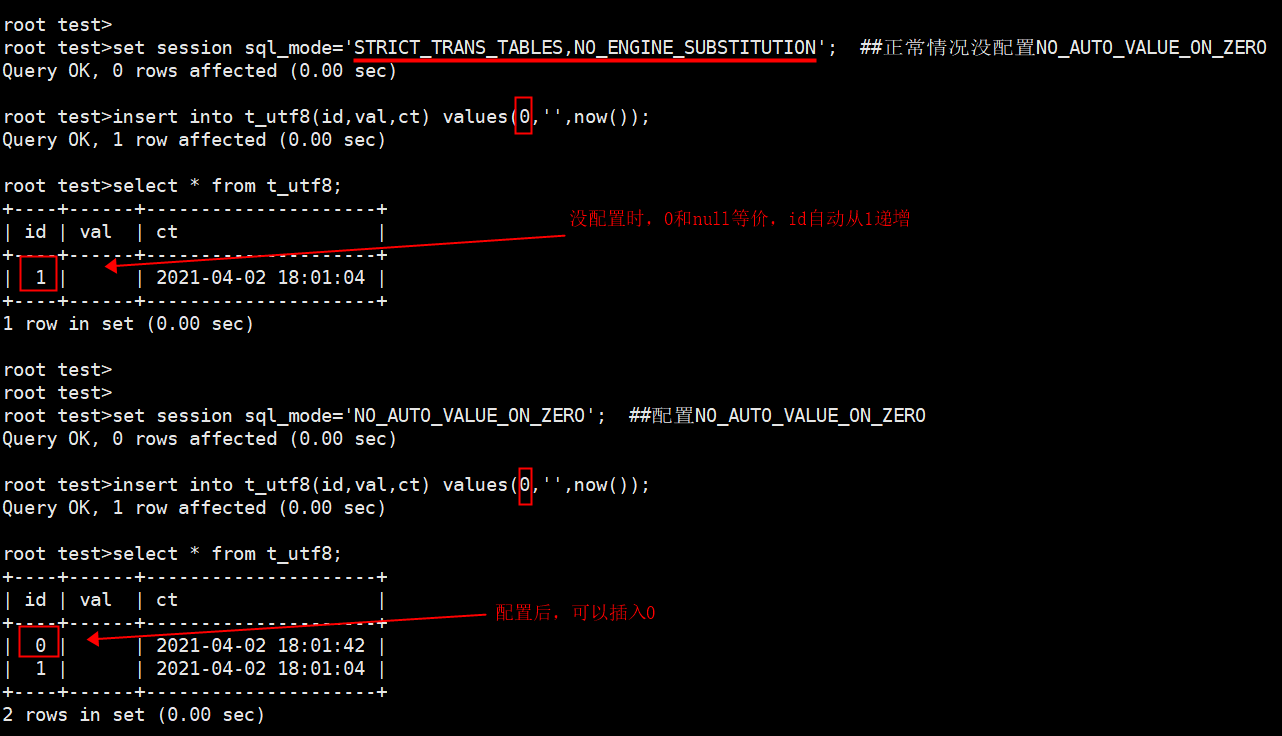 root test>
root test>set session sql_mode='STRICT_TRANS_TABLES,NO_ENGINE_SUBSTITUTION';  ##正常情况没配置NO_AUTO_VALUE_ON_ZERO
Query OK, 0 rows affected (0.00 sec)
root test>insert into t_utf8(id,val,ct) values(0,'',now());
Query OK, 1 row affected (0.00 sec)
root test>select * from t_utf8;
+----+------+---------------------+
没配置时，0和null等价，id自动从1递增
| id | val  | ct                  |
+----+------+---------------------+
|  1 |      | 2021-04-02 18:01:04 |
+----+------+---------------------+
1 row in set (0.00 sec)
root test>
root test>
root test>set session sql_mode='NO_AUTO_VALUE_ON_ZERO';  ##配置NO_AUTO_VALUE_ON_ZERO
Query OK, 0 rows affected (0.00 sec)
root test>insert into t_utf8(id,val,ct) values(0,'',now());
Query OK, 1 row affected (0.00 sec)
root test>select * from t_utf8;
+----+------+---------------------+
| id | val  | ct                  |
配置后，可以插入0
+----+------+---------------------+
|  0 |      | 2021-04-02 18:01:42 |
|  1 |      | 2021-04-02 18:01:04 |
+----+------+---------------------+
2 rows in set (0.00 sec)